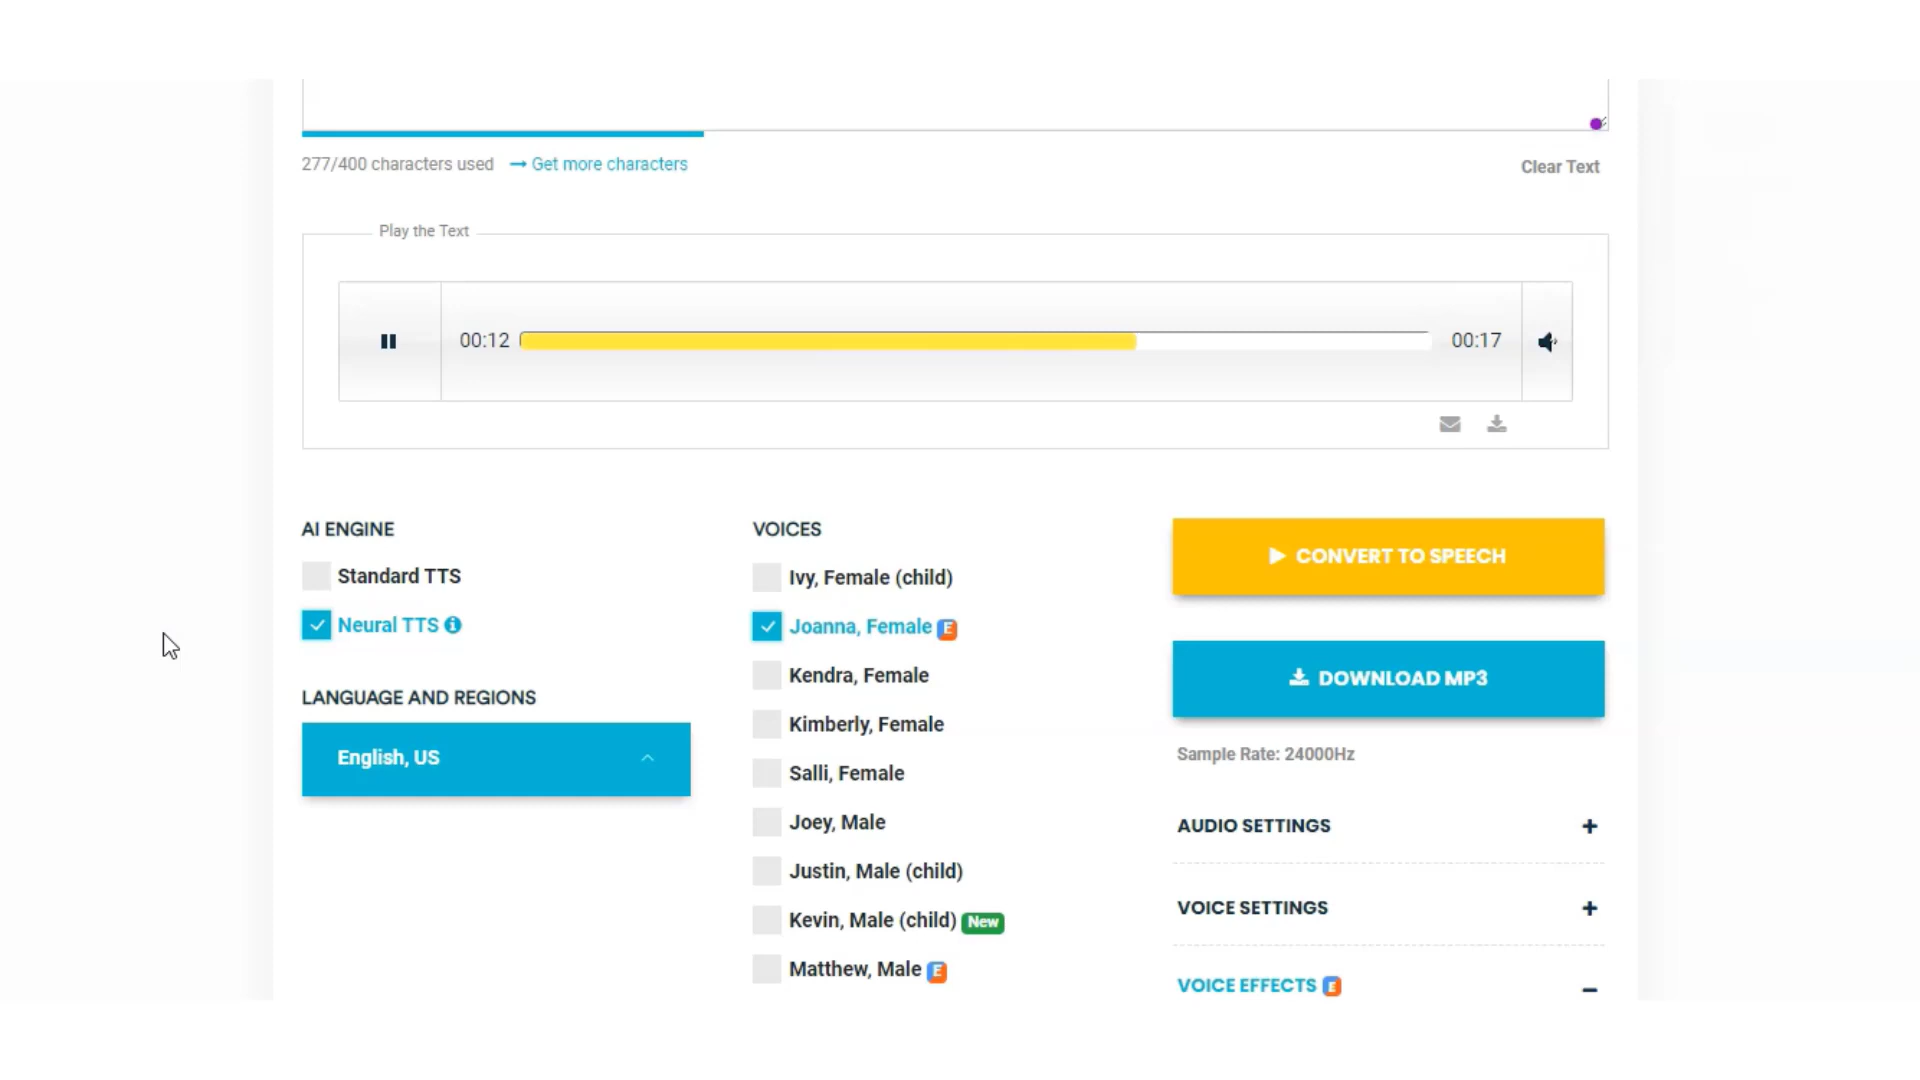 277/400 characters used → Get more characters
Clear Text
Play the Text
00:12 00:17
AI ENGINE
Standard TTS
Neural TTS
LANGUAGE AND REGIONS
English, US
VOICES
Ivy, Female (child)
Joanna, Female E
Kendra, Female
Kimberly, Female
Salli, Female
Joey, Male
Justin, Male (child)
Kevin, Male (child) New
Matthew, Male E
CONVERT TO SPEECH
DOWNLOAD MP3
Sample Rate: 24000Hz
AUDIO SETTINGS +
VOICE SETTINGS +
VOICE EFFECTS E −